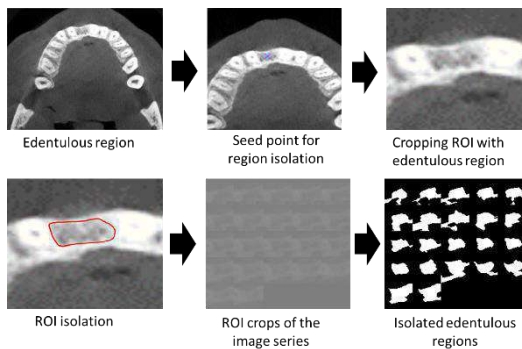 Edentulous region
Seed point for
region isolation
Cropping ROI with
edentulous region
ROI isolation
ROI crops of the
image series
Isolated edentulous
regions